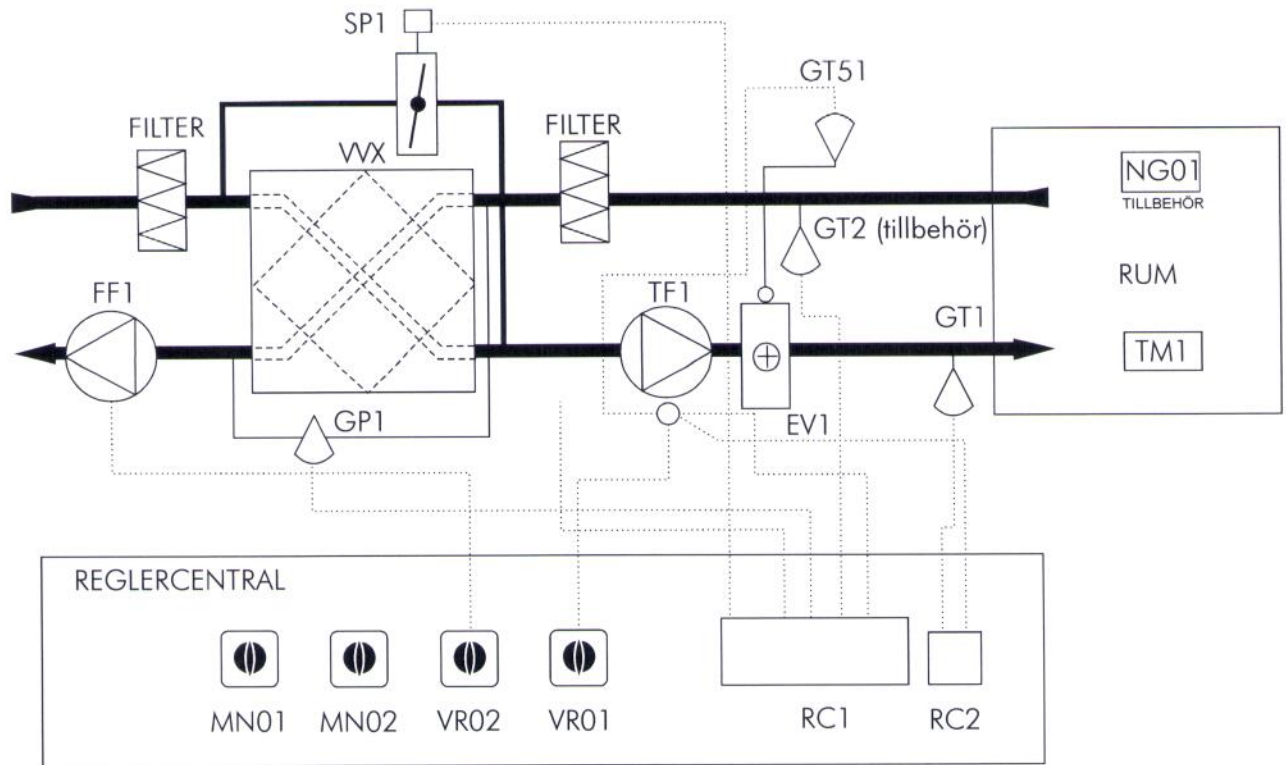 SP1
GT51
FILTER
FILTER
VVX
NG01
TILLBEHÖR
GT2 (tillbehör)
RUM
FF1
TF1
GT1
TM1
GP1
EV1
REGLERCENTRAL
MN01
MN02
VR02
VR01
RC1
RC2